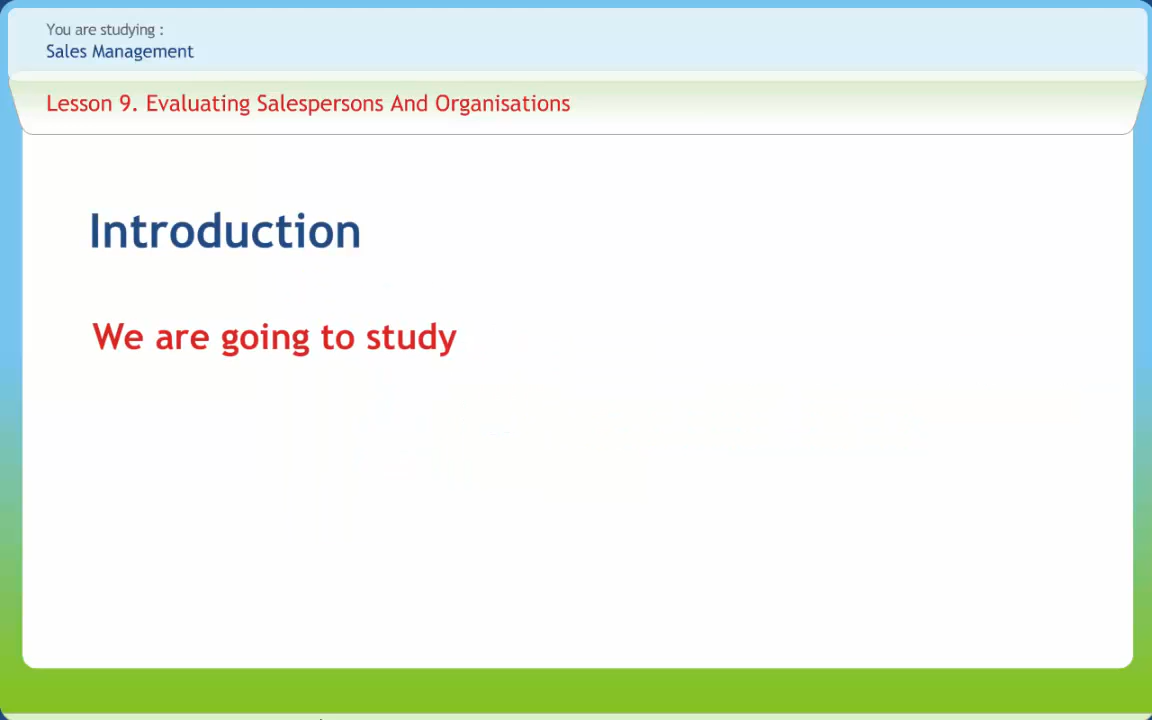 You are studying :
Sales Management
Lesson 9. Evaluating Salespersons And Organisations
Introduction
We are going to study